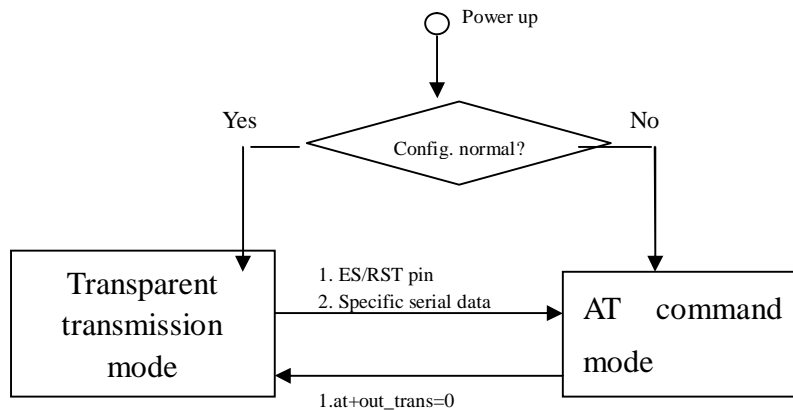 Power up
Yes
No
Config. normal?
Transparent
transmission
mode
1. ES/RST pin
2. Specific serial data
AT command
mode
1.at+out_trans=0